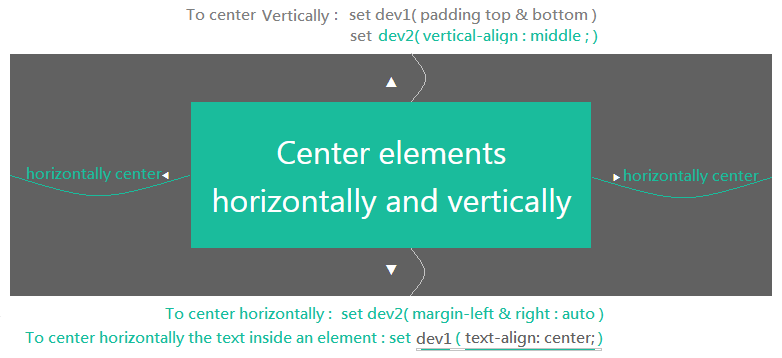 To center Vertically : set dev1( padding top & bottom )
set dev2( vertical-align : middle ; )
Center elements
horizontally and vertically
horizontally center
horizontally center
To center horizontally : set dev2( margin-left & right : auto )
To center horizontally the text inside an element : set dev1 ( text-align: center; )